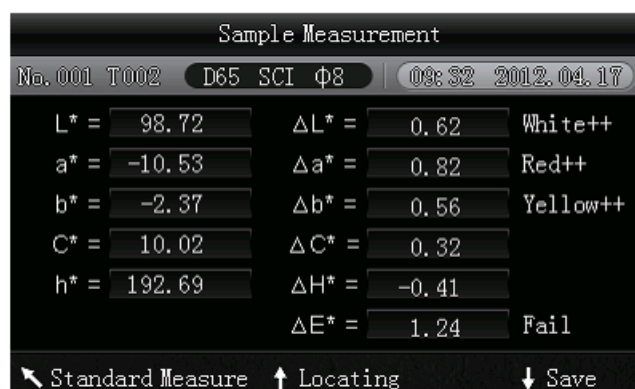 Sample Measurement
No. 001 T002 D65 SCI Φ8 09:32 2012.04.17
L* = 98.72 ΔL* = 0.62 White++
a* = -10.53 Δa* = 0.82 Red++
b* = -2.37 Δb* = 0.56 Yellow++
C* = 10.02 ΔC* = 0.32
h* = 192.69 ΔH* = -0.41
ΔE* = 1.24 Fail
Standard Measure Locating Save